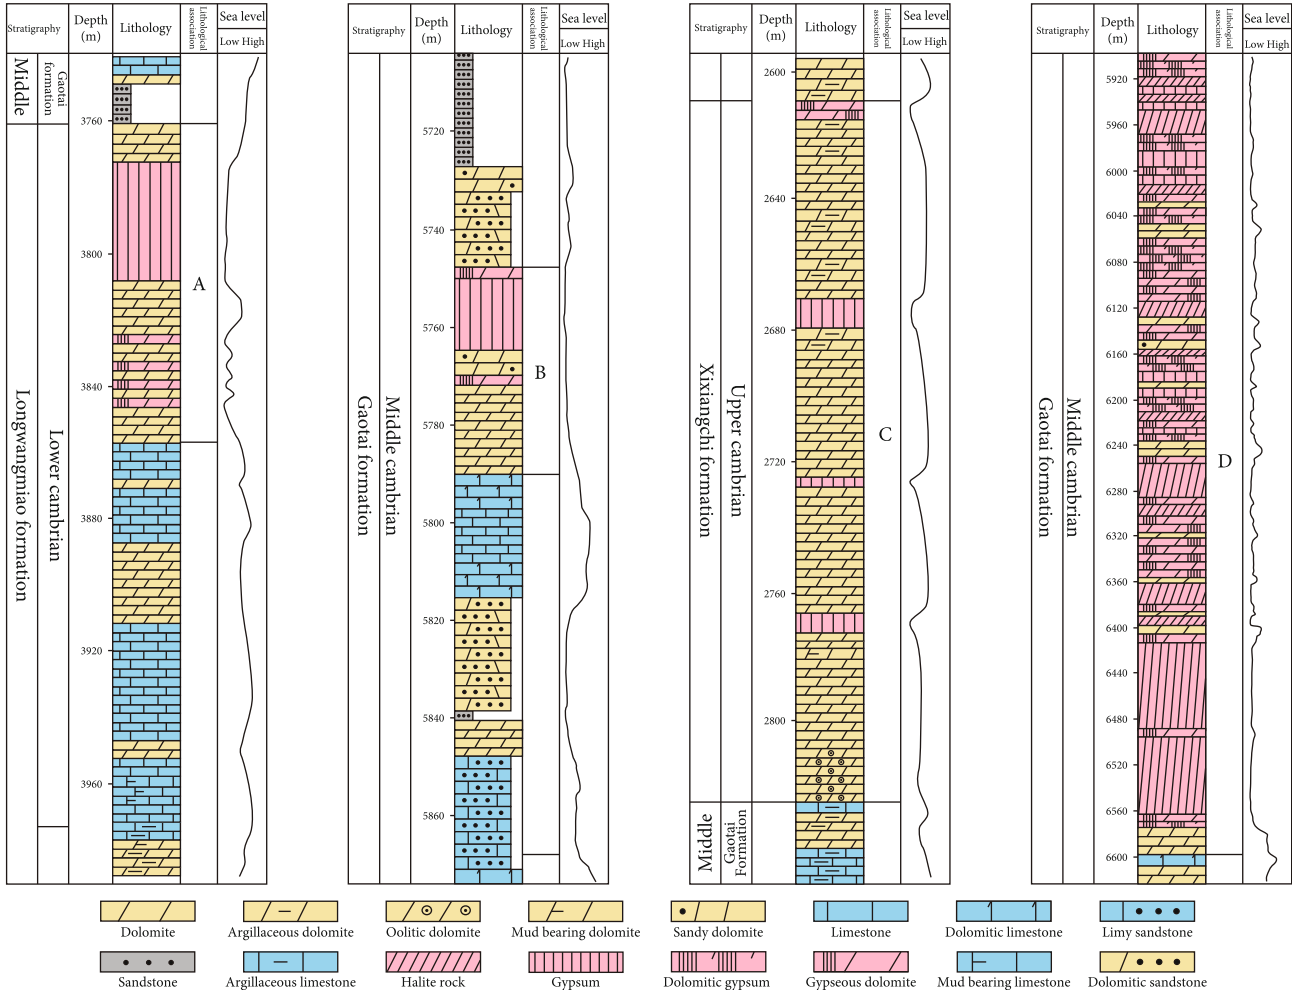 Stratigraphy
Depth
(m)
Lithology
Lithological
association
Sea level
Low High
Middle
Gaotai
formation
Longwangmiao formation
Lower cambrian
3760
3800
3840
3880
3920
3960
A
Stratigraphy
Depth
(m)
Lithology
Lithological
association
Sea level
Low High
Gaotai formation
Middle cambrian
5720
5740
5760
5780
5800
5820
5840
5860
B
Stratigraphy
Depth
(m)
Lithology
Lithological
association
Sea level
Low High
Xixiangchi formation
Upper cambrian
Middle
Gaotai
Formation
2600
2640
2680
2720
2760
2800
C
Stratigraphy
Depth
(m)
Lithology
Lithological
association
Sea level
Low High
Gaotai formation
Middle cambrian
5920
5960
6000
6040
6080
6120
6160
6200
6240
6280
6320
6360
6400
6440
6480
6520
6560
6600
D
Dolomite
Argillaceous dolomite
Oolitic dolomite
Mud bearing dolomite
Sandy dolomite
Limestone
Dolomitic limestone
Limy sandstone
Sandstone
Argillaceous limestone
Halite rock
Gypsum
Dolomitic gypsum
Gypseous dolomite
Mud bearing limestone
Dolomitic sandstone